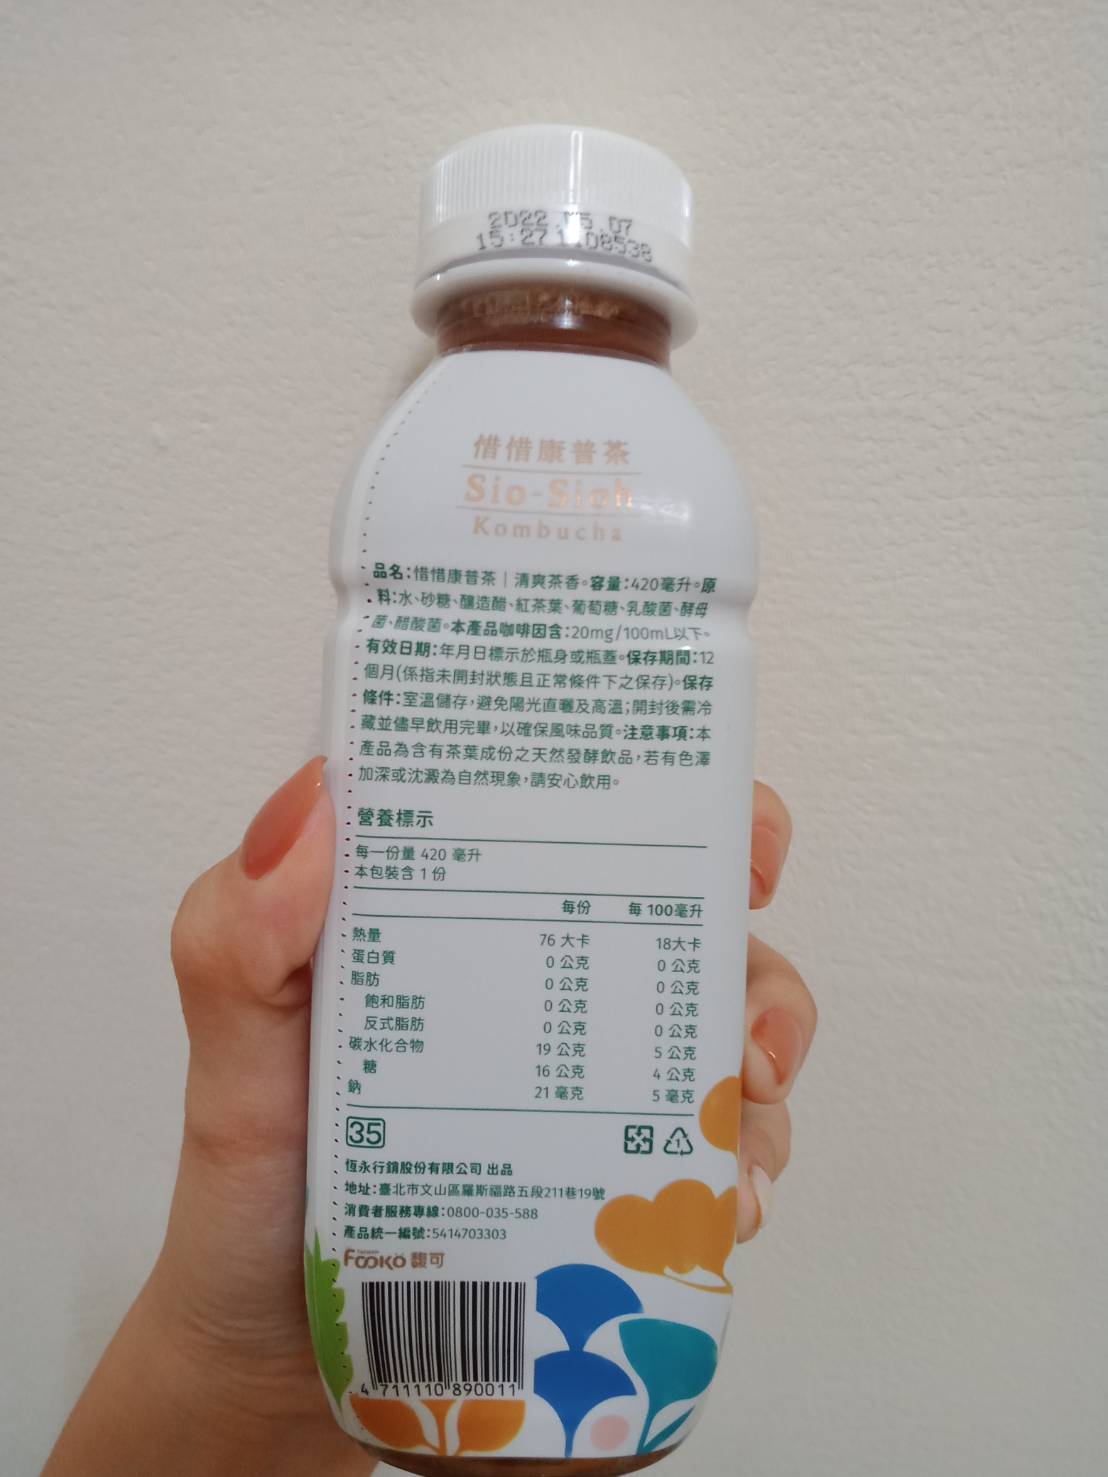 2022.05.07
15:27 1108538
惜惜康普茶
Sio-Sioh
Kombucha
品名:惜惜康普茶｜清爽茶香。容量:420毫升。原
料:水、砂糖、釀造醋、紅茶葉、葡萄糖、乳酸菌、酵母
菌、醋酸菌。本產品咖啡因含:20mg/100mL以下。
有效日期:年月日標示於瓶身或瓶蓋。保存期間:12
個月(係指未開封狀態且正常條件下之保存)。保存
條件:室溫儲存,避免陽光直曬及高溫;開封後需冷
藏並儘早飲用完畢,以確保風味品質。注意事項:本
產品為含有茶葉成份之天然發酵飲品,若有色澤
加深或沈澱為自然現象,請安心飲用。
營養標示
每一份量 420 毫升
本包裝含 1 份
每份 每 100毫升
熱量 76 大卡 18大卡
蛋白質 0 公克 0 公克
脂肪 0 公克 0 公克
飽和脂肪 0 公克 0 公克
反式脂肪 0 公克 0 公克
碳水化合物 19 公克 5 公克
糖 16 公克 4 公克
鈉 21 毫克 5 毫克
35
1
恆永行銷股份有限公司 出品
地址:臺北市文山區羅斯福路五段211巷19號
消費者服務專線:0800-035-588
產品統一編號:5414703303
FOOKO 馥可
4 711110 890011